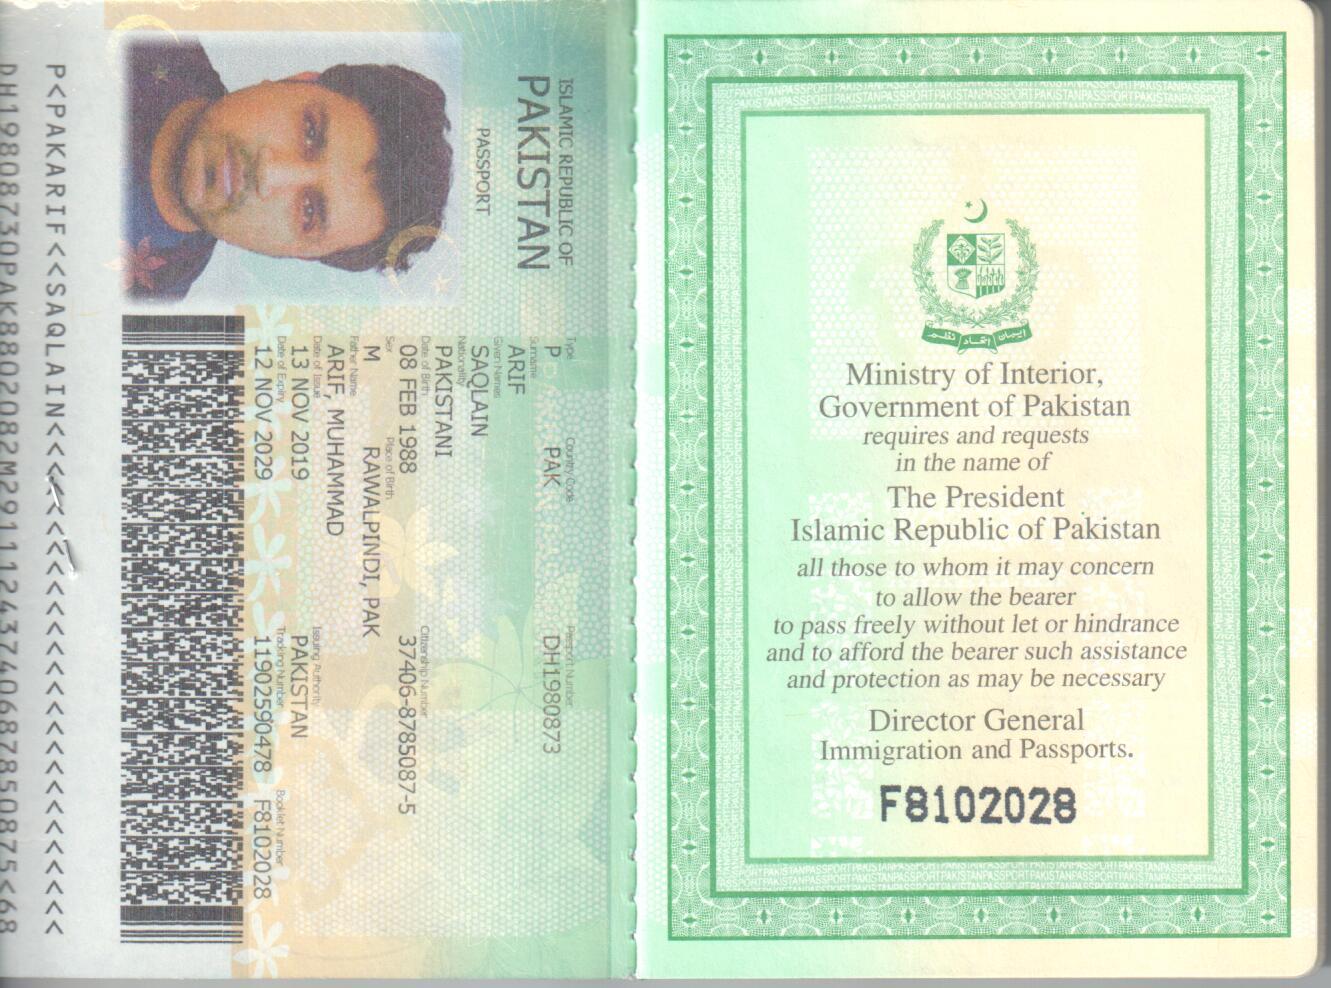 Ministry of Interior,
Government of Pakistan
requires and requests
in the name of
The President
Islamic Republic of Pakistan
all those to whom it may concern
to allow the bearer
to pass freely without let or hindrance
and to afford the bearer such assistance
and protection as may be necessary
Director General
Immigration and Passports.
F8102028
ISLAMIC REPUBLIC OF
PAKISTAN
PASSPORT
Type Country Code Passport Number
P PAK DH1980873
Surname
ARIF
Given Names
SAQLAIN
Nationality
PAKISTANI
Date of Birth Citizenship Number
08 FEB 1988 37406-8785087-5
Sex Place of Birth
M RAWALPINDI, PAK
Father Name
ARIF, MUHAMMAD
Date of Issue Issuing Authority
13 NOV 2019 PAKISTAN
Date of Expiry Tracking Number Booklet Number
12 NOV 2029 11902590478 F8102028
P<PAKARIF<<SAQLAIN<<<<<<<<<<<<<<<<<<<<<<<<<<
DH19808730PAK8802082M2911124374068785​0875<68